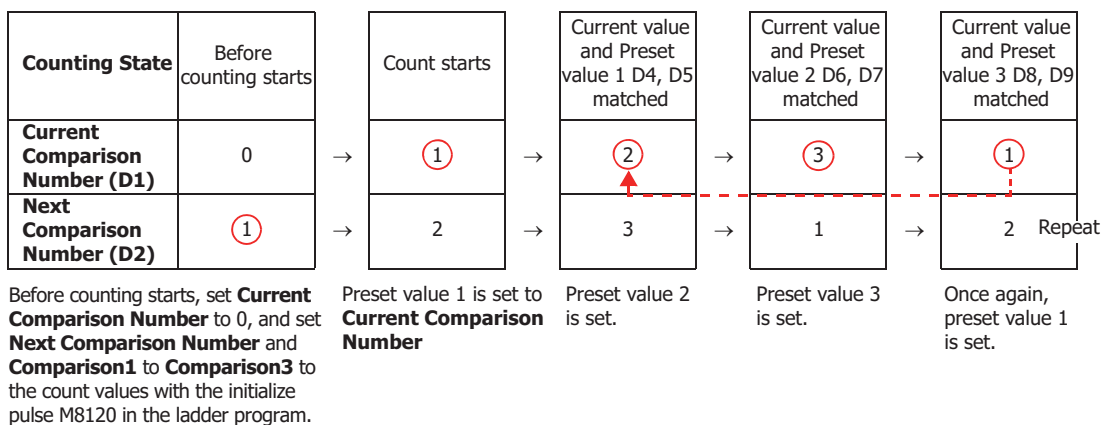 Counting State
Before
counting starts
Count starts
Current value
and Preset
value 1 D4, D5
matched
Current value
and Preset
value 2 D6, D7
matched
Current value
and Preset
value 3 D8, D9
matched
Current
Comparison
Number (D1)
0 → 1 → 2 → 3 → 1
Next
Comparison
Number (D2)
1 → 2 → 3 → 1 → 2 Repeat
Before counting starts, set Current
Comparison Number to 0, and set
Next Comparison Number and
Comparison1 to Comparison3 to
the count values with the initialize
pulse M8120 in the ladder program.
Preset value 1 is set to
Current Comparison
Number
Preset value 2
is set.
Preset value 3
is set.
Once again,
preset value 1
is set.